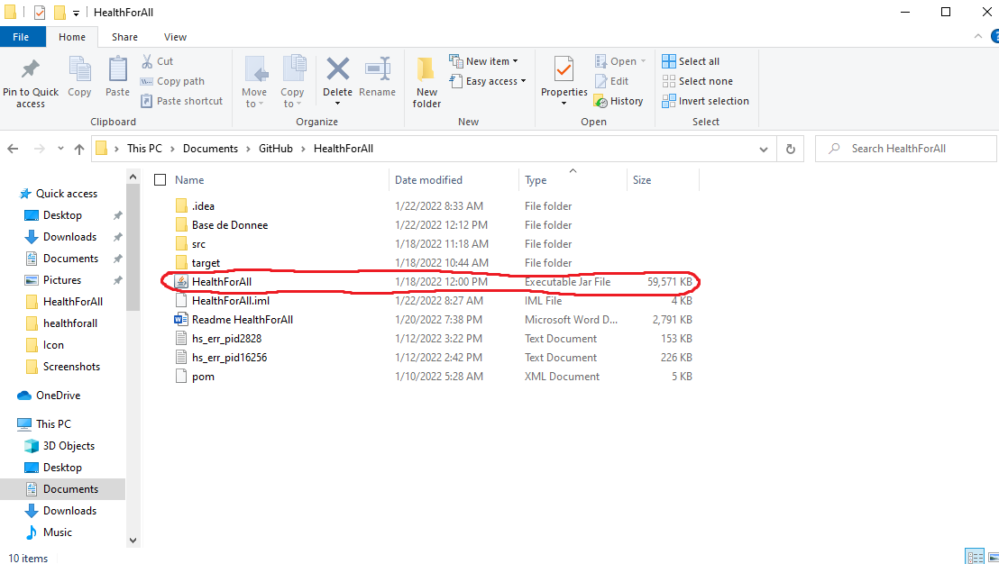 HealthForAll
File Home Share View
Pin to Quick access
Copy
Paste
Cut
Copy path
Paste shortcut
Clipboard
Move to
Copy to
Delete
Rename
Organize
New folder
New item
Easy access
New
Properties
Open
Edit
History
Open
Select all
Select none
Invert selection
Select
This PC > Documents > GitHub > HealthForAll
Search HealthForAll
Quick access
Desktop
Downloads
Documents
Pictures
HealthForAll
healthforall
Icon
Screenshots
OneDrive
This PC
3D Objects
Desktop
Documents
Downloads
Music
Name Date modified Type Size
.idea 1/22/2022 8:33 AM File folder
Base de Donnee 1/22/2022 12:12 PM File folder
src 1/18/2022 11:18 AM File folder
target 1/18/2022 10:44 AM File folder
HealthForAll 1/18/2022 12:00 PM Executable Jar File 59,571 KB
HealthForAll.iml 1/22/2022 8:27 AM IML File 4 KB
Readme HealthForAll 1/20/2022 7:38 PM Microsoft Word D... 2,791 KB
hs_err_pid2828 1/12/2022 3:22 PM Text Document 153 KB
hs_err_pid16256 1/12/2022 2:42 PM Text Document 226 KB
pom 1/10/2022 5:28 AM XML Document 5 KB
10 items